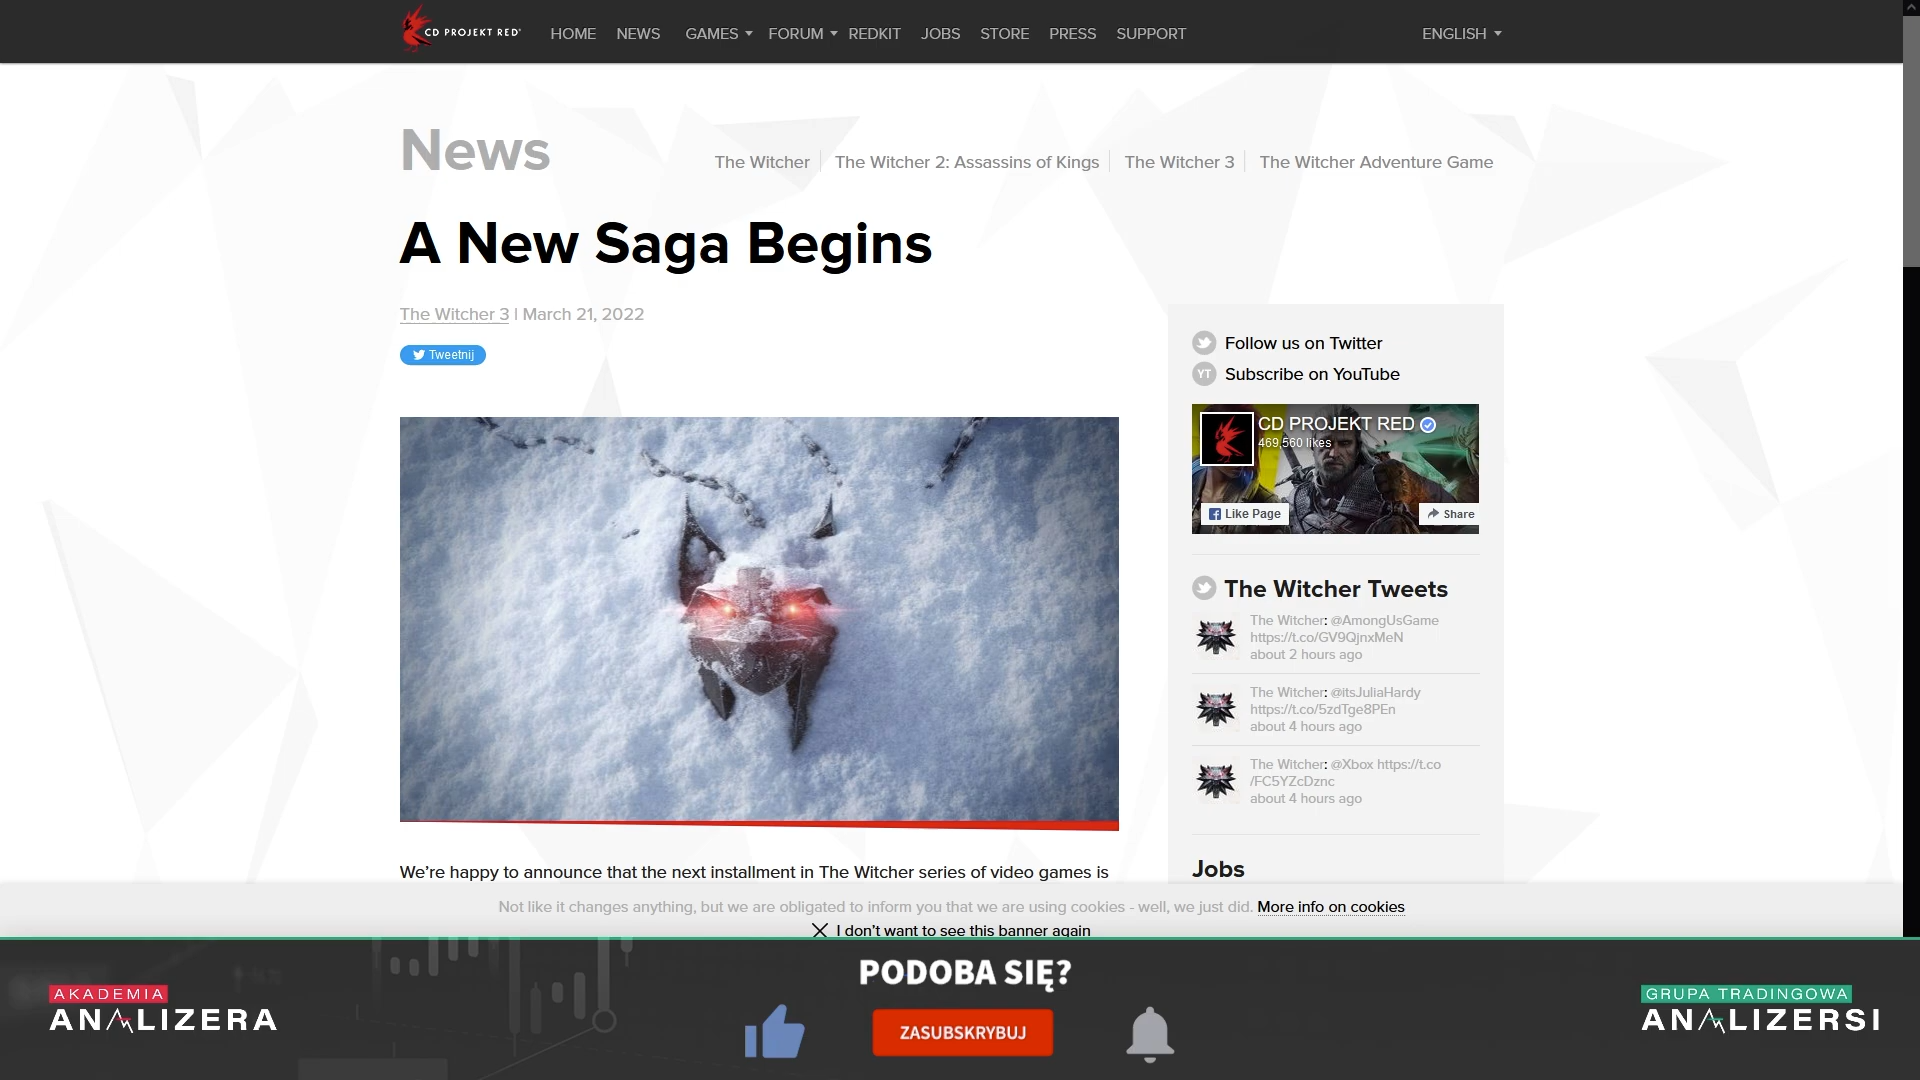 CD PROJEKT RED®
HOME
NEWS
GAMES
FORUM
REDKIT
JOBS
STORE
PRESS
SUPPORT
ENGLISH
News
The Witcher
The Witcher 2: Assassins of Kings
The Witcher 3
The Witcher Adventure Game
A New Saga Begins
The Witcher 3 | March 21, 2022
Tweetnij
Follow us on Twitter
YT Subscribe on YouTube
CD PROJEKT RED
469,560 likes
Like Page
Share
The Witcher Tweets
The Witcher: @AmongUsGame
https://t.co/GV9QjnxMeN
about 2 hours ago
The Witcher: @itsJuliaHardy
https://t.co/5zdTge8PEn
about 4 hours ago
The Witcher: @Xbox https://t.co
/FC5YZcDznc
about 4 hours ago
Jobs
We’re happy to announce that the next installment in The Witcher series of video games is
Not like it changes anything, but we are obligated to inform you that we are using cookies - well, we just did. More info on cookies
I don’t want to see this banner again
AKADEMIA
ANALIZERA
PODOBA SIĘ?
ZASUBSKRYBUJ
GRUPA TRADINGOWA
ANALIZERSI